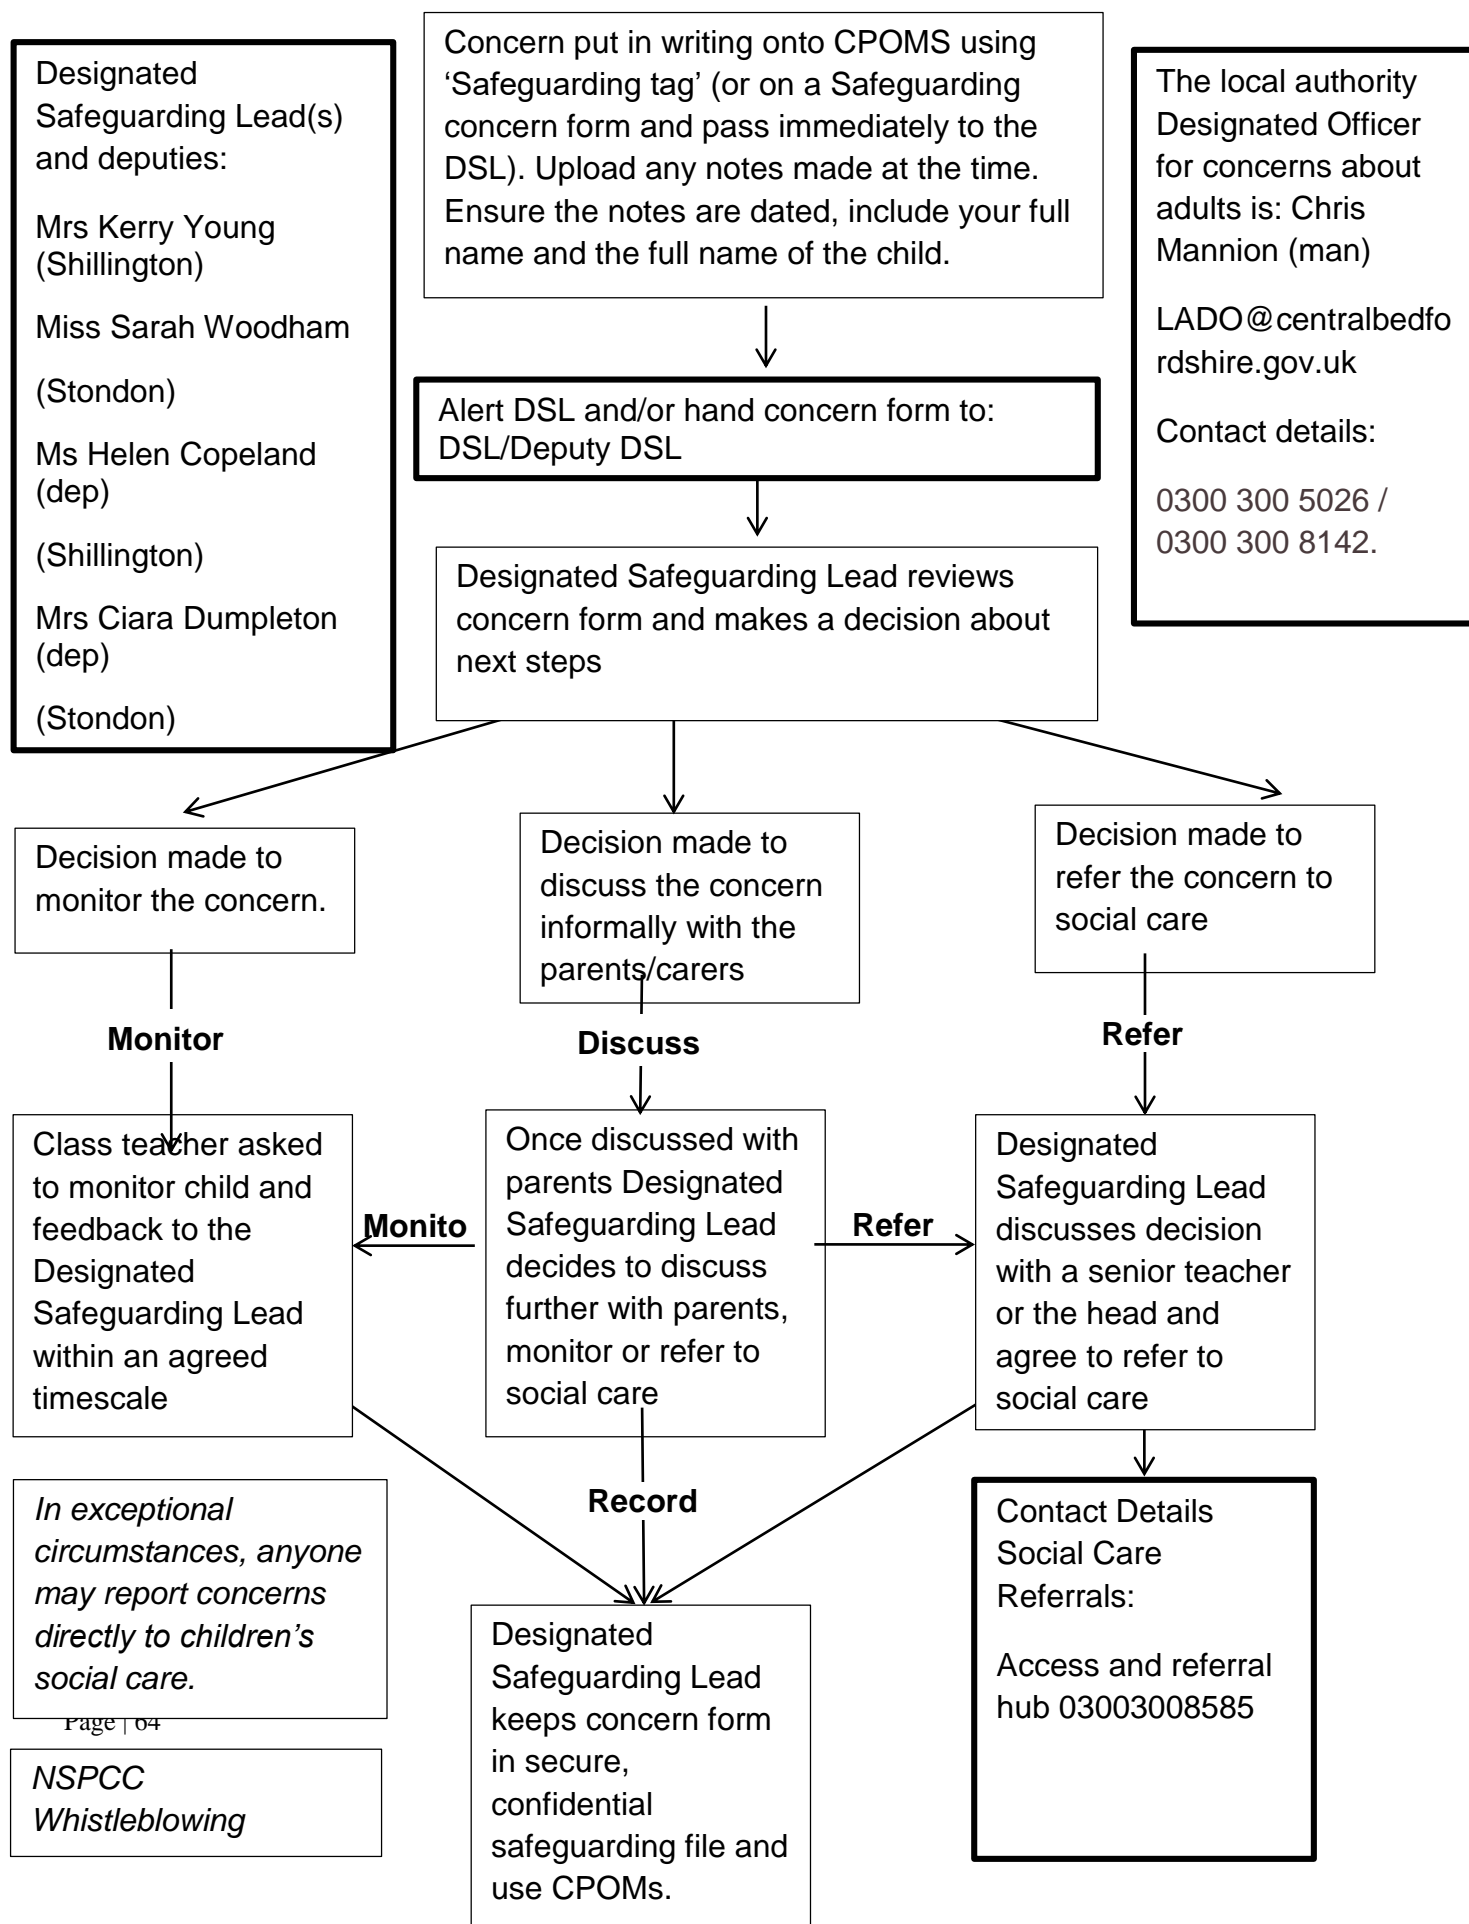 Designated
Safeguarding Lead(s)
and deputies:
Mrs Kerry Young
(Shillington)
Miss Sarah Woodham
(Stondon)
Ms Helen Copeland
(dep)
(Shillington)
Mrs Ciara Dumpleton
(dep)
(Stondon)
Concern put in writing onto CPOMS using
‘Safeguarding tag’ (or on a Safeguarding
concern form and pass immediately to the
DSL). Upload any notes made at the time.
Ensure the notes are dated, include your full
name and the full name of the child.
The local authority
Designated Officer
for concerns about
adults is: Chris
Mannion (man)
LADO@centralbedfo
rdshire.gov.uk
Contact details:
0300 300 5026 /
0300 300 8142.
Alert DSL and/or hand concern form to:
DSL/Deputy DSL
Designated Safeguarding Lead reviews
concern form and makes a decision about
next steps
Decision made to
monitor the concern.
Decision made to
discuss the concern
informally with the
parents/carers
Decision made to
refer the concern to
social care
Monitor
Discuss
Refer
Class teacher asked
to monitor child and
feedback to the
Designated
Safeguarding Lead
within an agreed
timescale
Monito
Once discussed with
parents Designated
Safeguarding Lead
decides to discuss
further with parents,
monitor or refer to
social care
Refer
Designated
Safeguarding Lead
discusses decision
with a senior teacher
or the head and
agree to refer to
social care
Record
In exceptional
circumstances, anyone
may report concerns
directly to children’s
social care.
Page | 64
NSPCC
Whistleblowing
Designated
Safeguarding Lead
keeps concern form
in secure,
confidential
safeguarding file and
use CPOMs.
Contact Details
Social Care
Referrals:
Access and referral
hub 03003008585